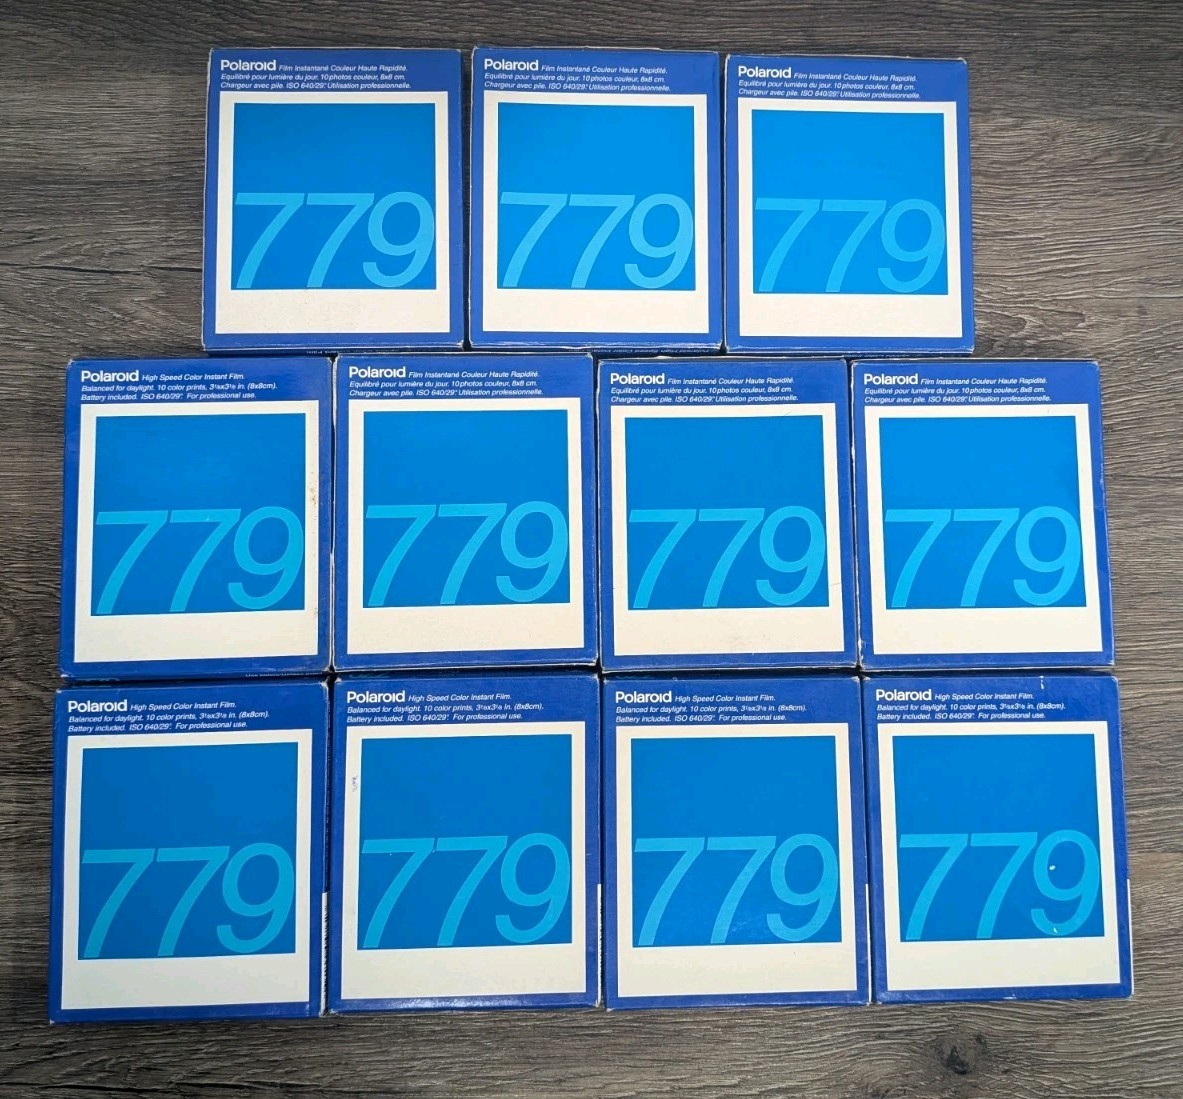 Polaroid Film Instantané Couleur Haute Rapidité.
Equilibré pour lumière du jour. 10 photos couleur, 8x8 cm.
Chargeur avec pile. ISO 640/29°. Utilisation professionnelle.
779
Polaroid Film Instantané Couleur Haute Rapidité.
Equilibré pour lumière du jour. 10 photos couleur, 8x8 cm.
Chargeur avec pile. ISO 640/29°. Utilisation professionnelle.
779
Polaroid Film Instantané Couleur Haute Rapidité.
Equilibré pour lumière du jour. 10 photos couleur, 8x8 cm.
Chargeur avec pile. ISO 640/29°. Utilisation professionnelle.
779
Polaroid High Speed Color Instant Film.
Balanced for daylight. 10 color prints, 3⅛x3⅛ in. (8x8cm).
Battery included. ISO 640/29°. For professional use.
779
Polaroid Film Instantané Couleur Haute Rapidité.
Equilibré pour lumière du jour. 10 photos couleur, 8x8 cm.
Chargeur avec pile. ISO 640/29°. Utilisation professionnelle.
779
Polaroid Film Instantané Couleur Haute Rapidité.
Equilibré pour lumière du jour. 10 photos couleur, 8x8 cm.
Chargeur avec pile. ISO 640/29°. Utilisation professionnelle.
779
Polaroid Film Instantané Couleur Haute Rapidité.
Equilibré pour lumière du jour. 10 photos couleur, 8x8 cm.
Chargeur avec pile. ISO 640/29°. Utilisation professionnelle.
779
Polaroid High Speed Color Instant Film.
Balanced for daylight. 10 color prints, 3⅛x3⅛ in. (8x8cm).
Battery included. ISO 640/29°. For professional use.
779
Polaroid High Speed Color Instant Film.
Balanced for daylight. 10 color prints, 3⅛x3⅛ in. (8x8cm).
Battery included. ISO 640/29°. For professional use.
779
Polaroid High Speed Color Instant Film.
Balanced for daylight. 10 color prints, 3⅛x3⅛ in. (8x8cm).
Battery included. ISO 640/29°. For professional use.
779
Polaroid High Speed Color Instant Film.
Balanced for daylight. 10 color prints, 3⅛x3⅛ in. (8x8cm).
Battery included. ISO 640/29°. For professional use.
779